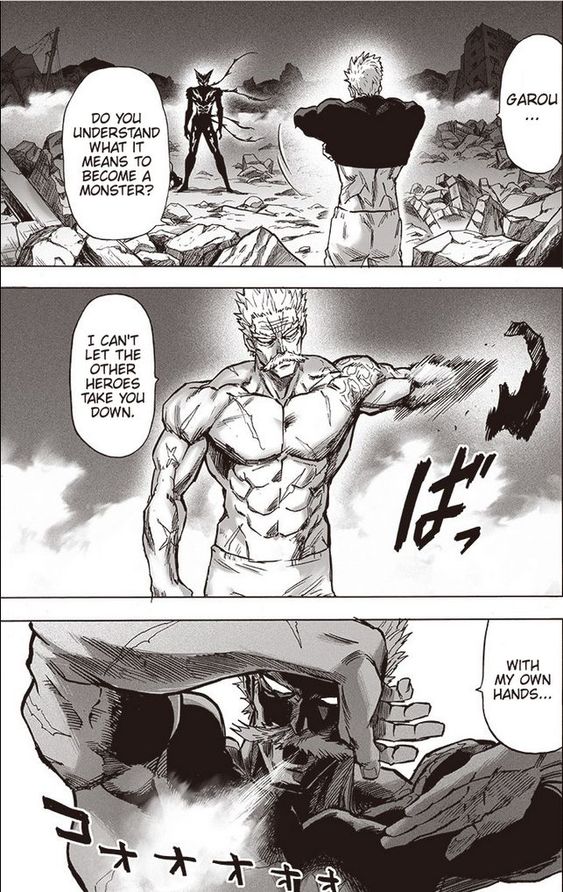 GAROU
...
DO YOU
UNDERSTAND
WHAT IT
MEANS TO
BECOME A
MONSTER?
I CAN'T
LET THE
OTHER
HEROES
TAKE YOU
DOWN.
ばっ
WITH
MY OWN
HANDS...
コオオオオオオ